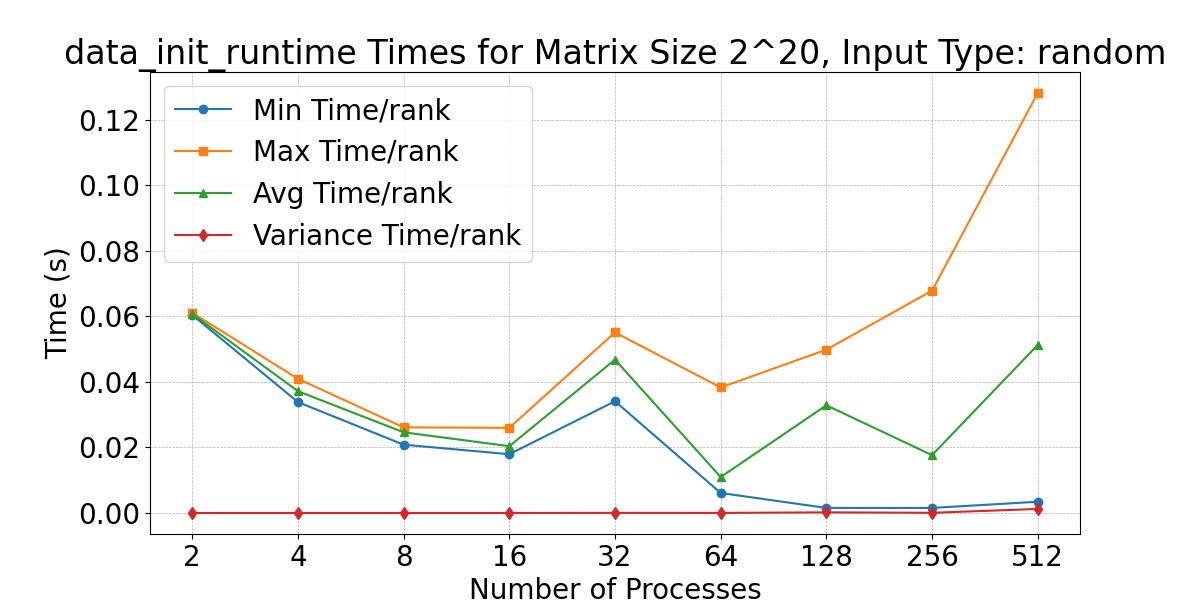 data_init_runtime Times for Matrix Size 2^20, Input Type: random
Min Time/rank
Max Time/rank
Avg Time/rank
Variance Time/rank
Time (s)
0.12
0.10
0.08
0.06
0.04
0.02
0.00
2 4 8 16 32 64 128 256 512
Number of Processes